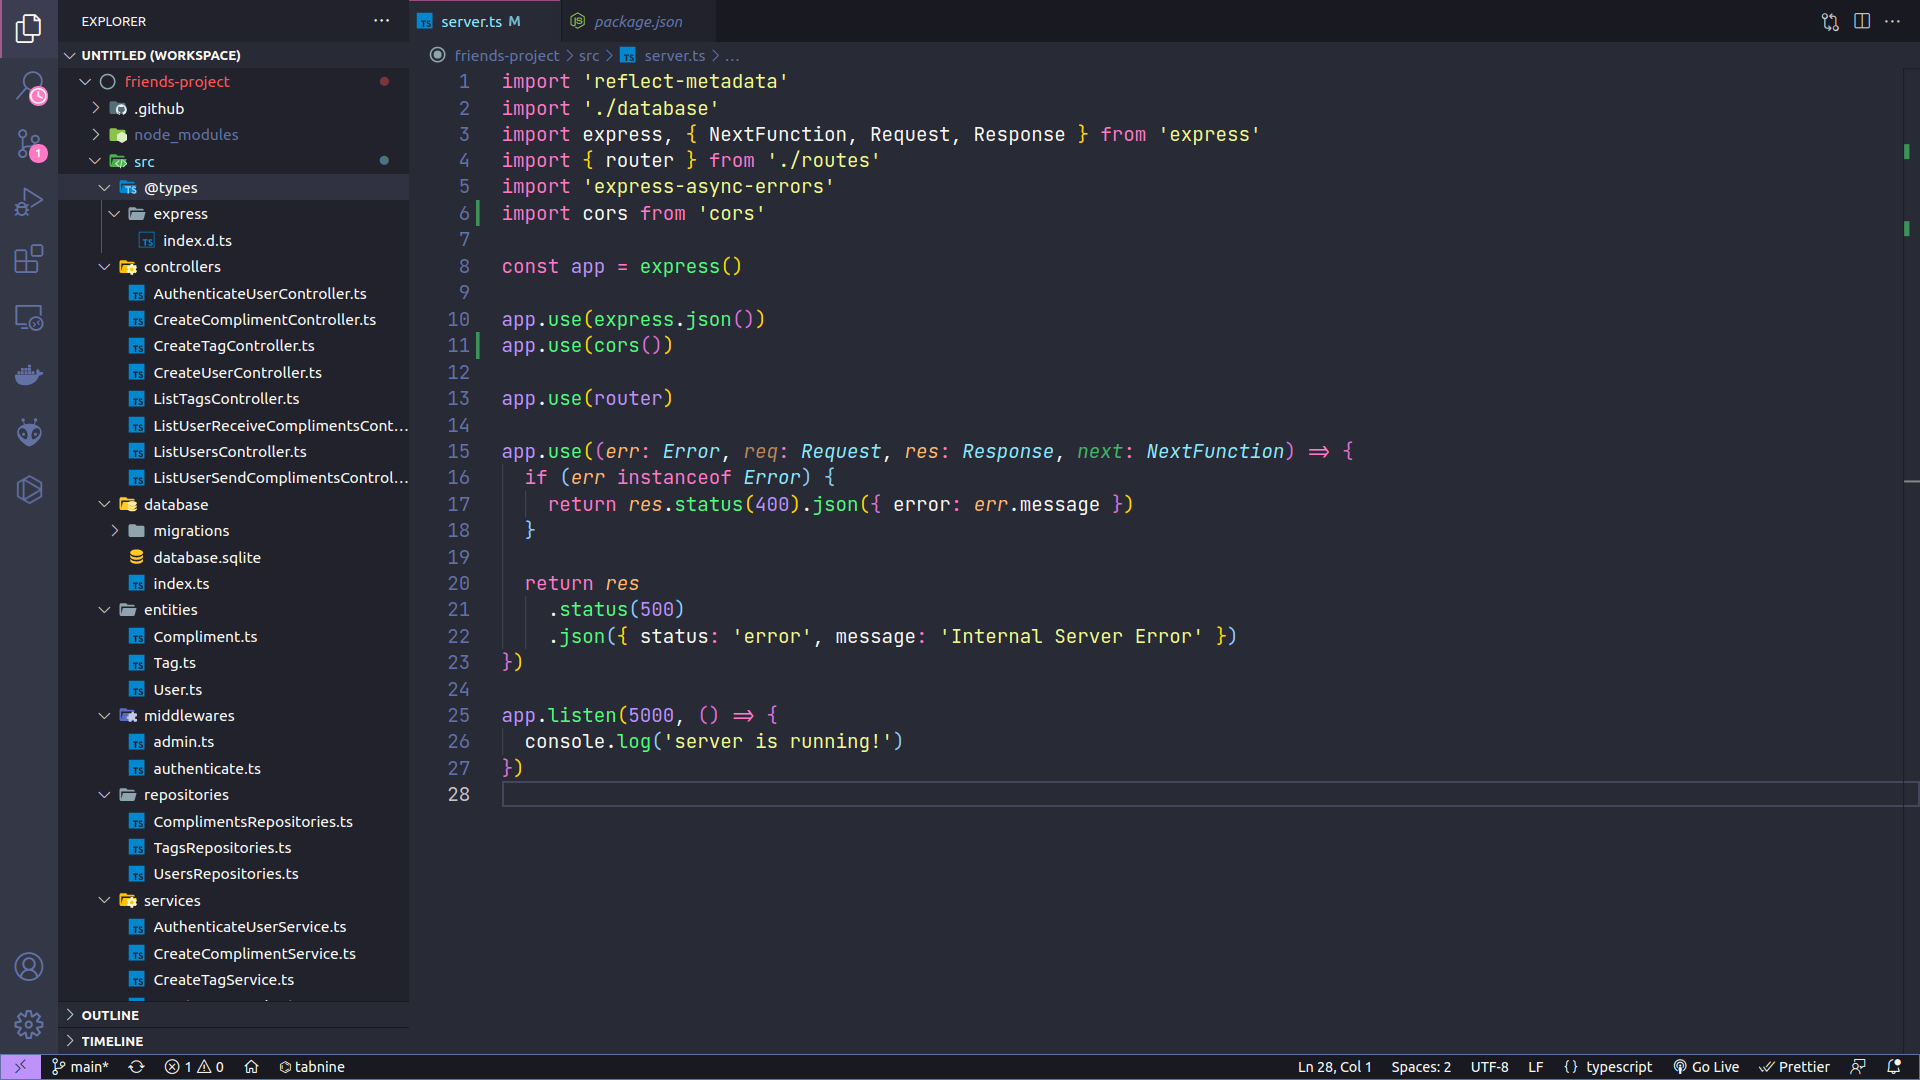 EXPLORER
UNTITLED (WORKSPACE)
friends-project
.github
node_modules
src
@types
express
index.d.ts
controllers
AuthenticateUserController.ts
CreateComplimentController.ts
CreateTagController.ts
CreateUserController.ts
ListTagsController.ts
ListUserReceiveComplimentsCont...
ListUsersController.ts
ListUserSendComplimentsControl...
database
migrations
database.sqlite
index.ts
entities
Compliment.ts
Tag.ts
User.ts
middlewares
admin.ts
authenticate.ts
repositories
ComplimentsRepositories.ts
TagsRepositories.ts
UsersRepositories.ts
services
AuthenticateUserService.ts
CreateComplimentService.ts
CreateTagService.ts
OUTLINE
TIMELINE
server.ts M
package.json
friends-project > src > server.ts > ...
1 import 'reflect-metadata'
2 import './database'
3 import express, { NextFunction, Request, Response } from 'express'
4 import { router } from './routes'
5 import 'express-async-errors'
6 import cors from 'cors'
7
8 const app = express()
9
10 app.use(express.json())
11 app.use(cors())
12
13 app.use(router)
14
15 app.use((err: Error, req: Request, res: Response, next: NextFunction) => {
16 if (err instanceof Error) {
17 return res.status(400).json({ error: err.message })
18 }
19
20 return res
21 .status(500)
22 .json({ status: 'error', message: 'Internal Server Error' })
23 })
24
25 app.listen(5000, () => {
26 console.log('server is running!')
27 })
28
1
main* 1 0 tabnine
Ln 28, Col 1 Spaces: 2 UTF-8 LF {} typescript Go Live Prettier